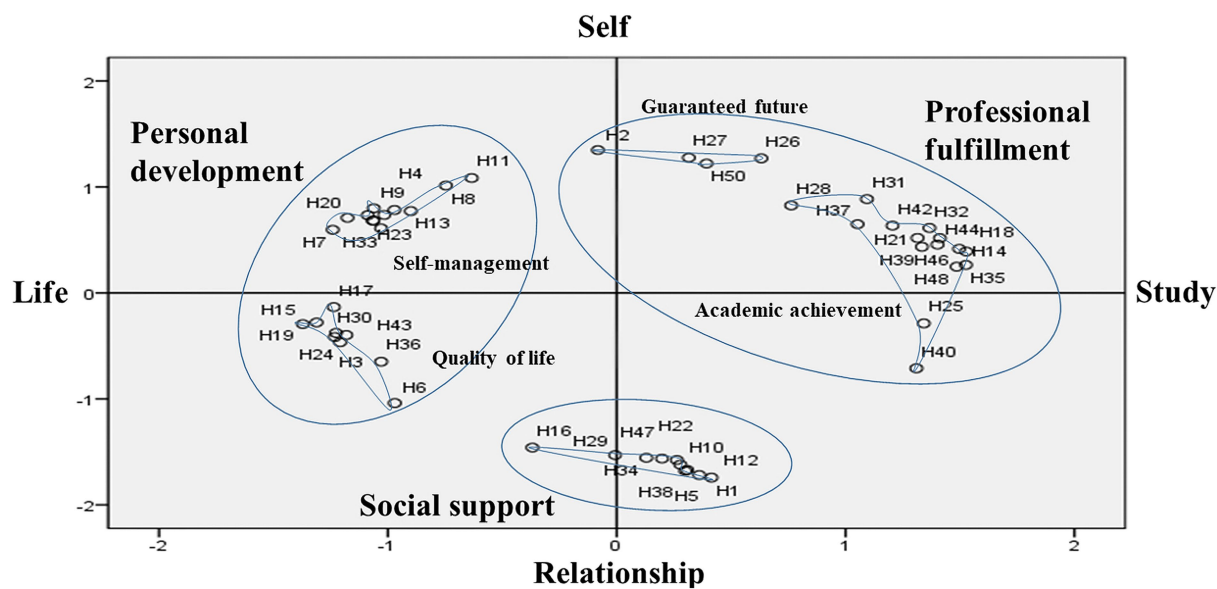 Self
2
Guaranteed future
Professional
fulfillment
Personal
development
H2
H27
H26
H50
H11
H4
H8
H9
H20
H13
H7
H33
H23
H28
H31
H37
H42
H32
H44
H18
H21
H14
H39
H46
H48
H35
1
Self-management
Life
0
Study
H17
H15
H30
H43
H19
H36
H24
H3
H6
Quality of life
Academic achievement
H25
H40
-1
H16
H29
H47
H22
H10
H12
H34
H38
H5
H1
Social support
-2
-2
-1
0
1
2
Relationship